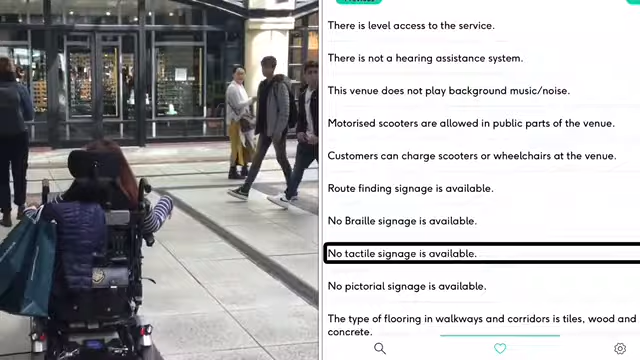 There is level access to the service.
There is not a hearing assistance system.
This venue does not play background music/noise.
Motorised scooters are allowed in public parts of the venue.
Customers can charge scooters or wheelchairs at the venue.
Route finding signage is available.
No Braille signage is available.
No tactile signage is available.
No pictorial signage is available.
The type of flooring in walkways and corridors is tiles, wood and
concrete.